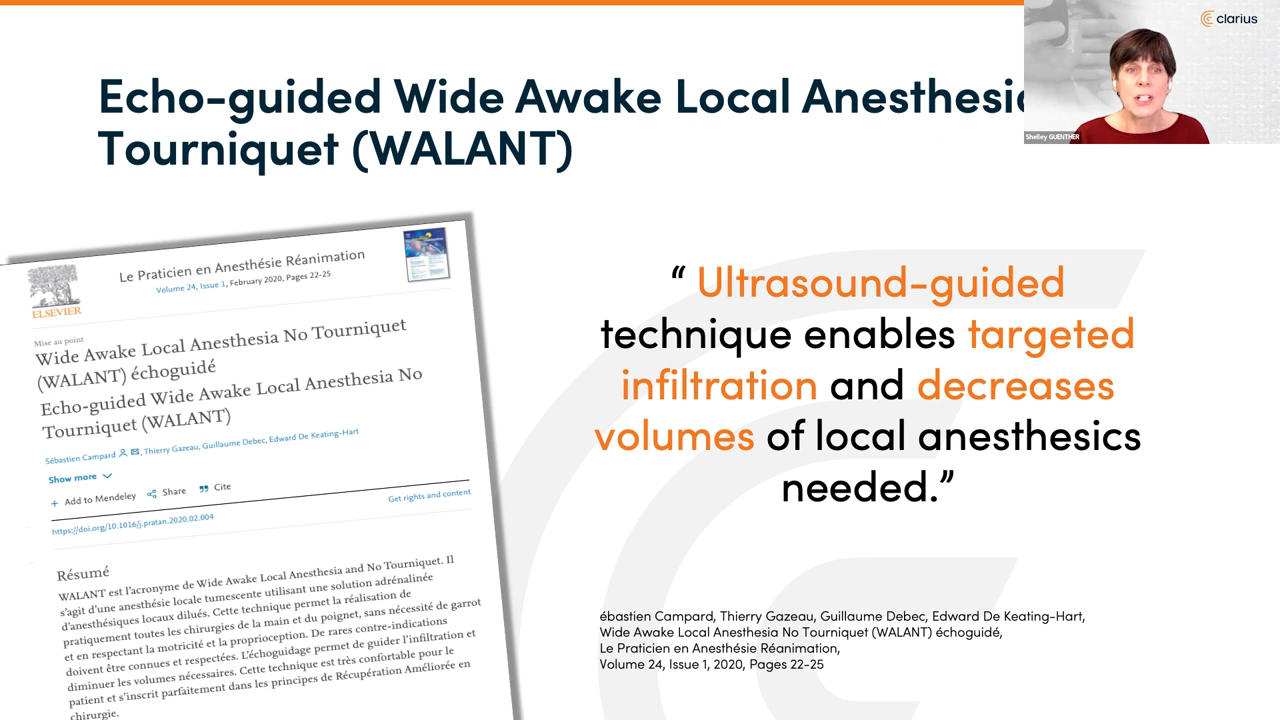 clarius
Shelley GUENTHER
Echo-guided Wide Awake Local Anesthesia
Tourniquet (WALANT)
ELSEVIER
Le Praticien en Anesthésie Réanimation
Volume 24, Issue 1, February 2020, Pages 22-25
Mise au point
Wide Awake Local Anesthesia No Tourniquet
(WALANT) échoguidé
Echo-guided Wide Awake Local Anesthesia No
Tourniquet (WALANT)
Sébastien Campard, Thierry Gazeau, Guillaume Debec, Edward De Keating-Hart
Show more
+ Add to Mendeley Share Cite
Get rights and content
https://doi.org/10.1016/j.pratan.2020.02.004
Résumé
WALANT est l'acronyme de Wide Awake Local Anesthesia and No Tourniquet. Il
s'agit d'une anesthésie locale tumescente utilisant une solution adrénalinée
d'anesthésiques locaux dilués. Cette technique permet la réalisation de
pratiquement toutes les chirurgies de la main et du poignet, sans nécessité de garrot
et en respectant la motricité et la proprioception. De rares contre-indications
doivent être connues et respectées. L'échoguidage permet de guider l'infiltration et
diminuer les volumes nécessaires. Cette technique est très confortable pour le
patient et s'inscrit parfaitement dans les principes de Récupération Améliorée en
chirurgie.
“ Ultrasound-guided
technique enables targeted
infiltration and decreases
volumes of local anesthesics
needed.”
ébastien Campard, Thierry Gazeau, Guillaume Debec, Edward De Keating-Hart,
Wide Awake Local Anesthesia No Tourniquet (WALANT) échoguidé,
Le Praticien en Anesthésie Réanimation,
Volume 24, Issue 1, 2020, Pages 22-25